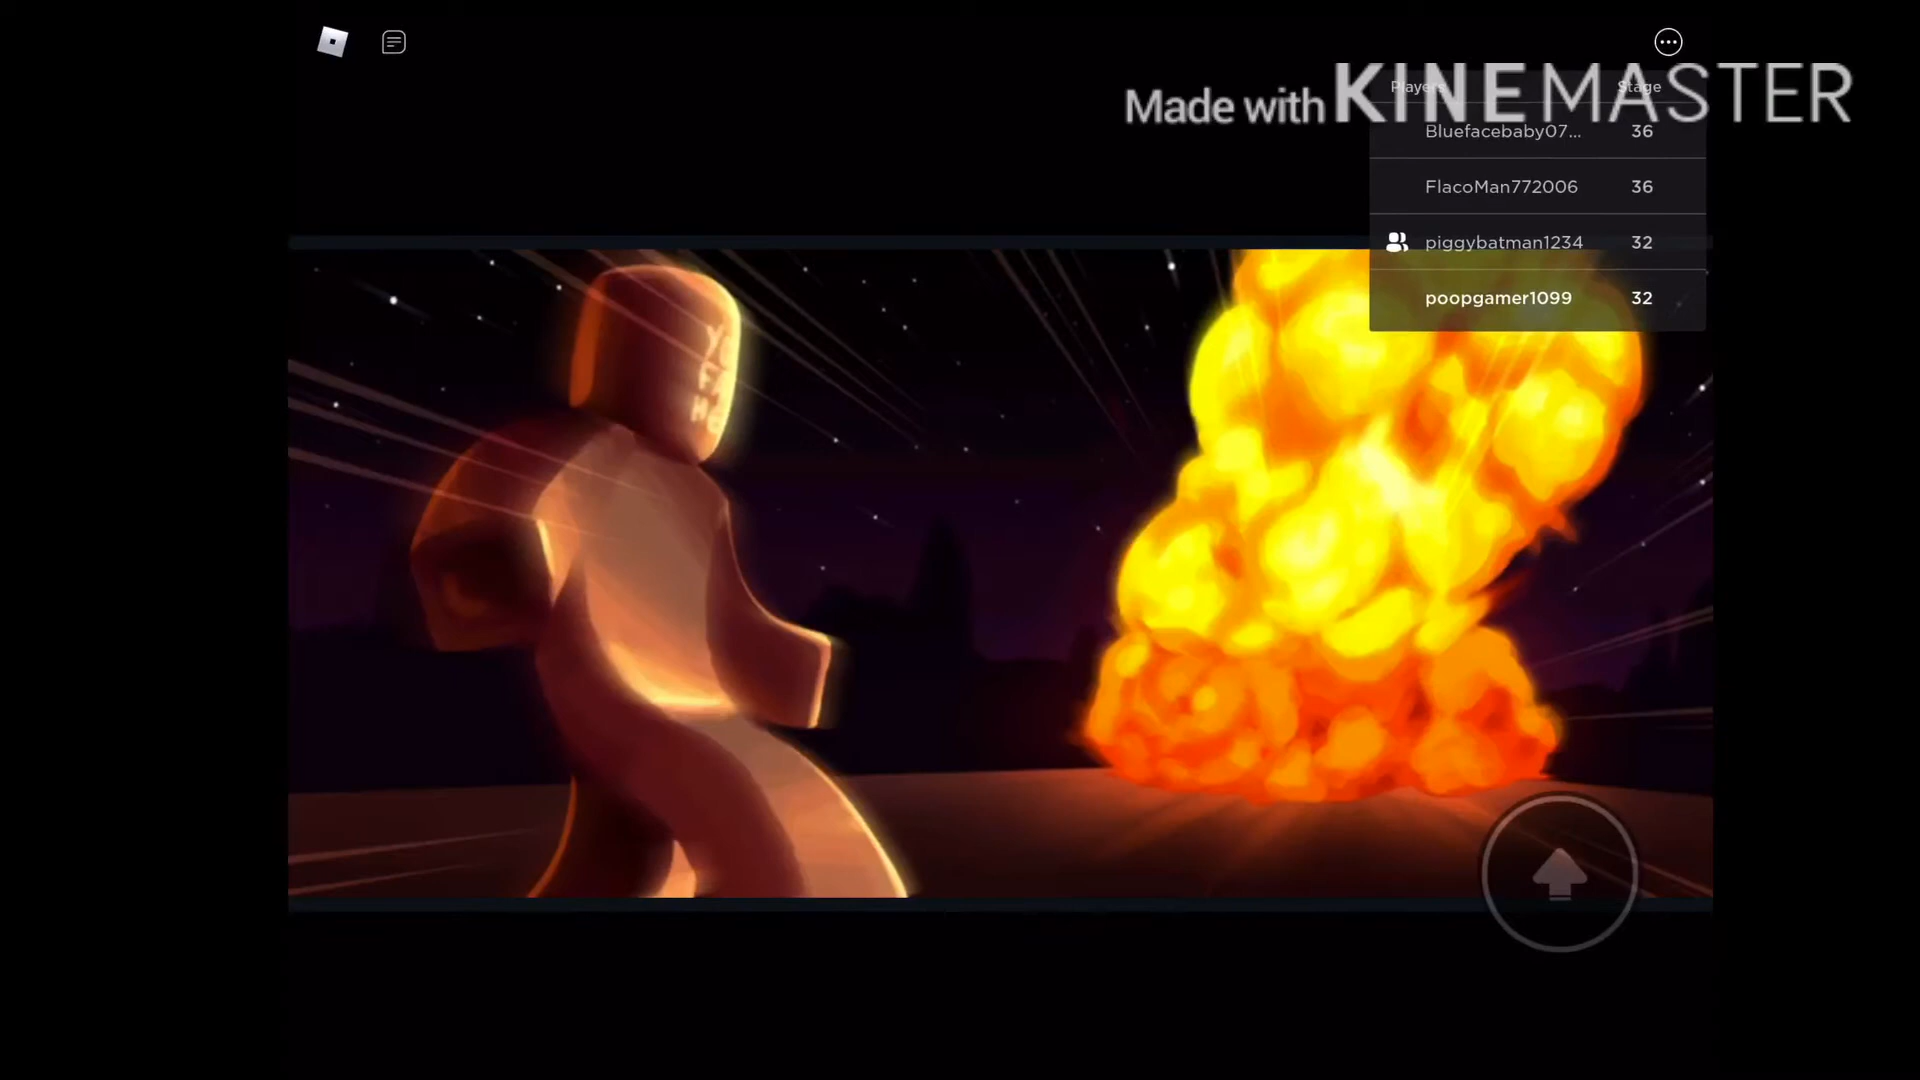 Made with KINEMASTER
Players Stage
Bluefacebaby07... 36
FlacoMan772006 36
piggybatman1234 32
poopgamer1099 32